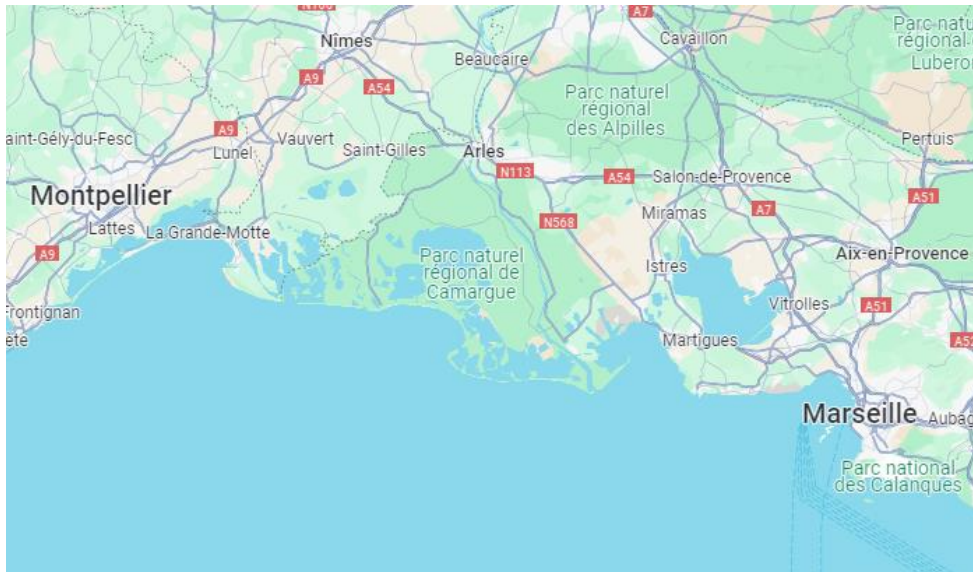 N106
A7
Parc natu
régional
Luberon
Nîmes
Cavaillon
Beaucaire
A9
A54
Parc naturel
régional
des Alpilles
aint-Gély-du-Fesc
A9
Lunel
Vauvert
Saint-Gilles
Arles
Pertuis
N113
A54
Salon-de-Provence
A51
Montpellier
Lattes
La Grande-Motte
N568
Miramas
A7
A9
Parc naturel
régional de
Camargue
Istres
Aix-en-Provence
Vitrolles
A51
Frontignan
ète
Martigues
A52
Marseille
Aubag
Parc national
des Calanques